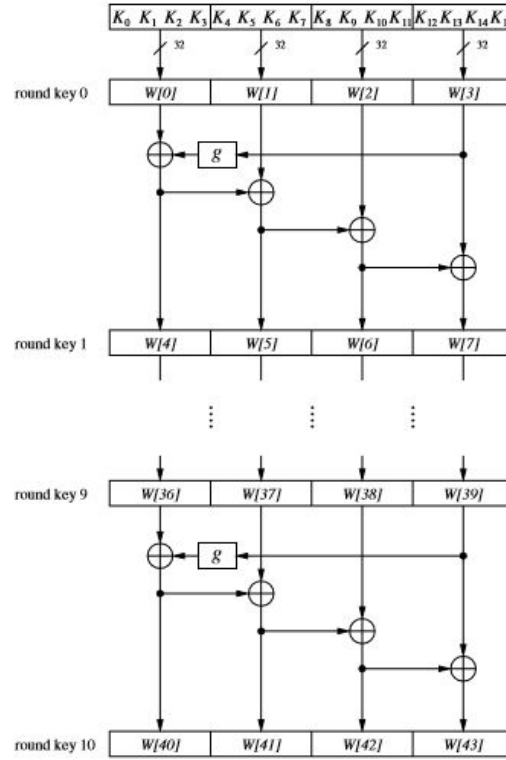 K0 K1 K2 K3 K4 K5 K6 K7 K8 K9 K10 K11 K12 K13 K14
32 32 32 32
round key 0 W[0] W[1] W[2] W[3]
g
round key 1 W[4] W[5] W[6] W[7]
round key 9 W[36] W[37] W[38] W[39]
g
round key 10 W[40] W[41] W[42] W[43]